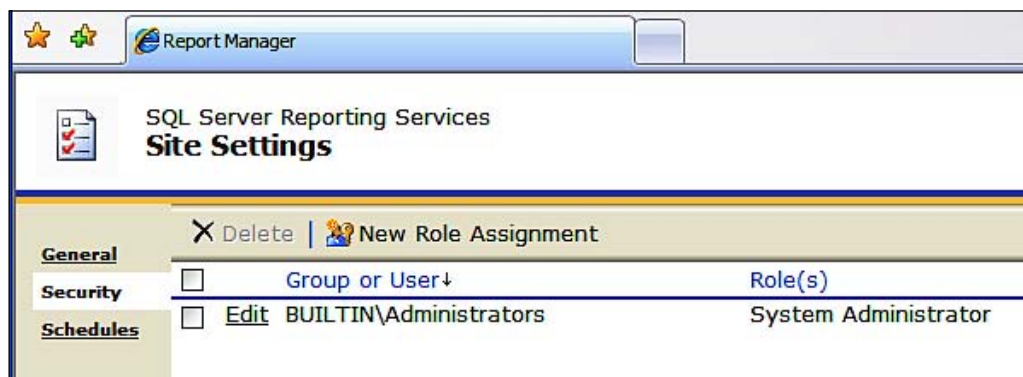 Report Manager
SQL Server Reporting Services
Site Settings
Delete | New Role Assignment
General
Security
Schedules
Group or User↓ Role(s)
Edit BUILTIN\Administrators System Administrator